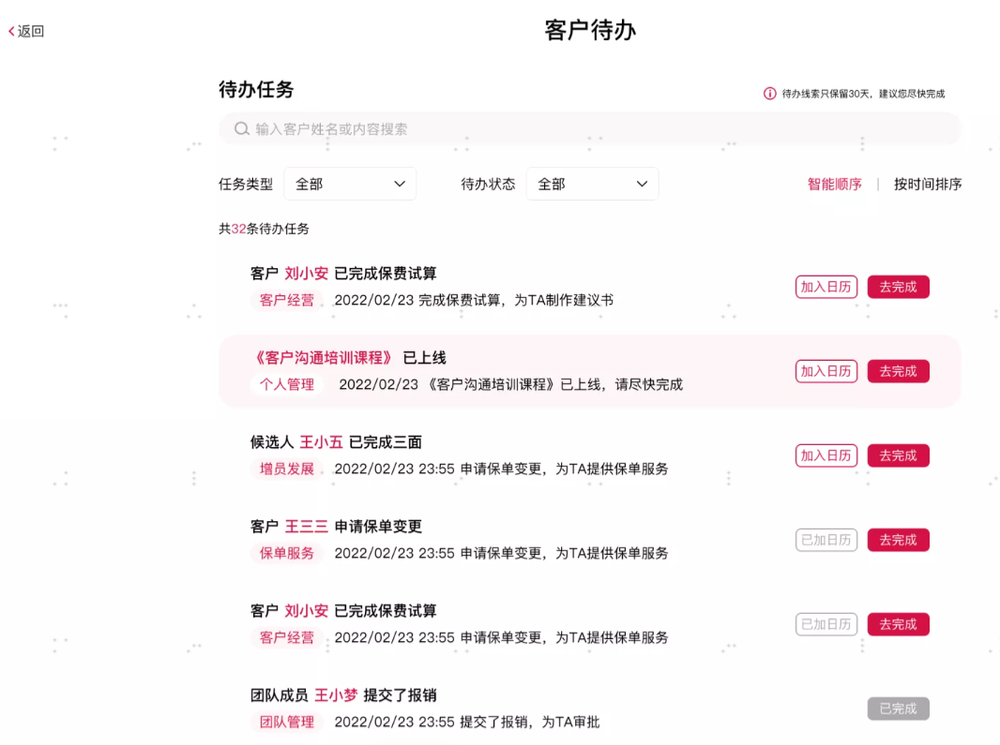 返回
客户待办
待办任务
待办线索只保留30天，建议您尽快完成
输入客户姓名或内容搜索
任务类型 全部 待办状态 全部 智能顺序 | 按时间排序
共32条待办任务
客户 刘小安 已完成保费试算
加入日历 去完成
客户经营 2022/02/23 完成保费试算，为TA制作建议书
《客户沟通培训课程》 已上线
加入日历 去完成
个人管理 2022/02/23 《客户沟通培训课程》已上线，请尽快完成
候选人 王小五 已完成三面
加入日历 去完成
增员发展 2022/02/23 23:55 申请保单变更，为TA提供保单服务
客户 王三三 申请保单变更
已加日历 去完成
保单服务 2022/02/23 23:55 申请保单变更，为TA提供保单服务
客户 刘小安 已完成保费试算
已加日历 去完成
客户经营 2022/02/23 23:55 申请保单变更，为TA提供保单服务
团队成员 王小梦 提交了报销
已完成
团队管理 2022/02/23 23:55 提交了报销，为TA审批